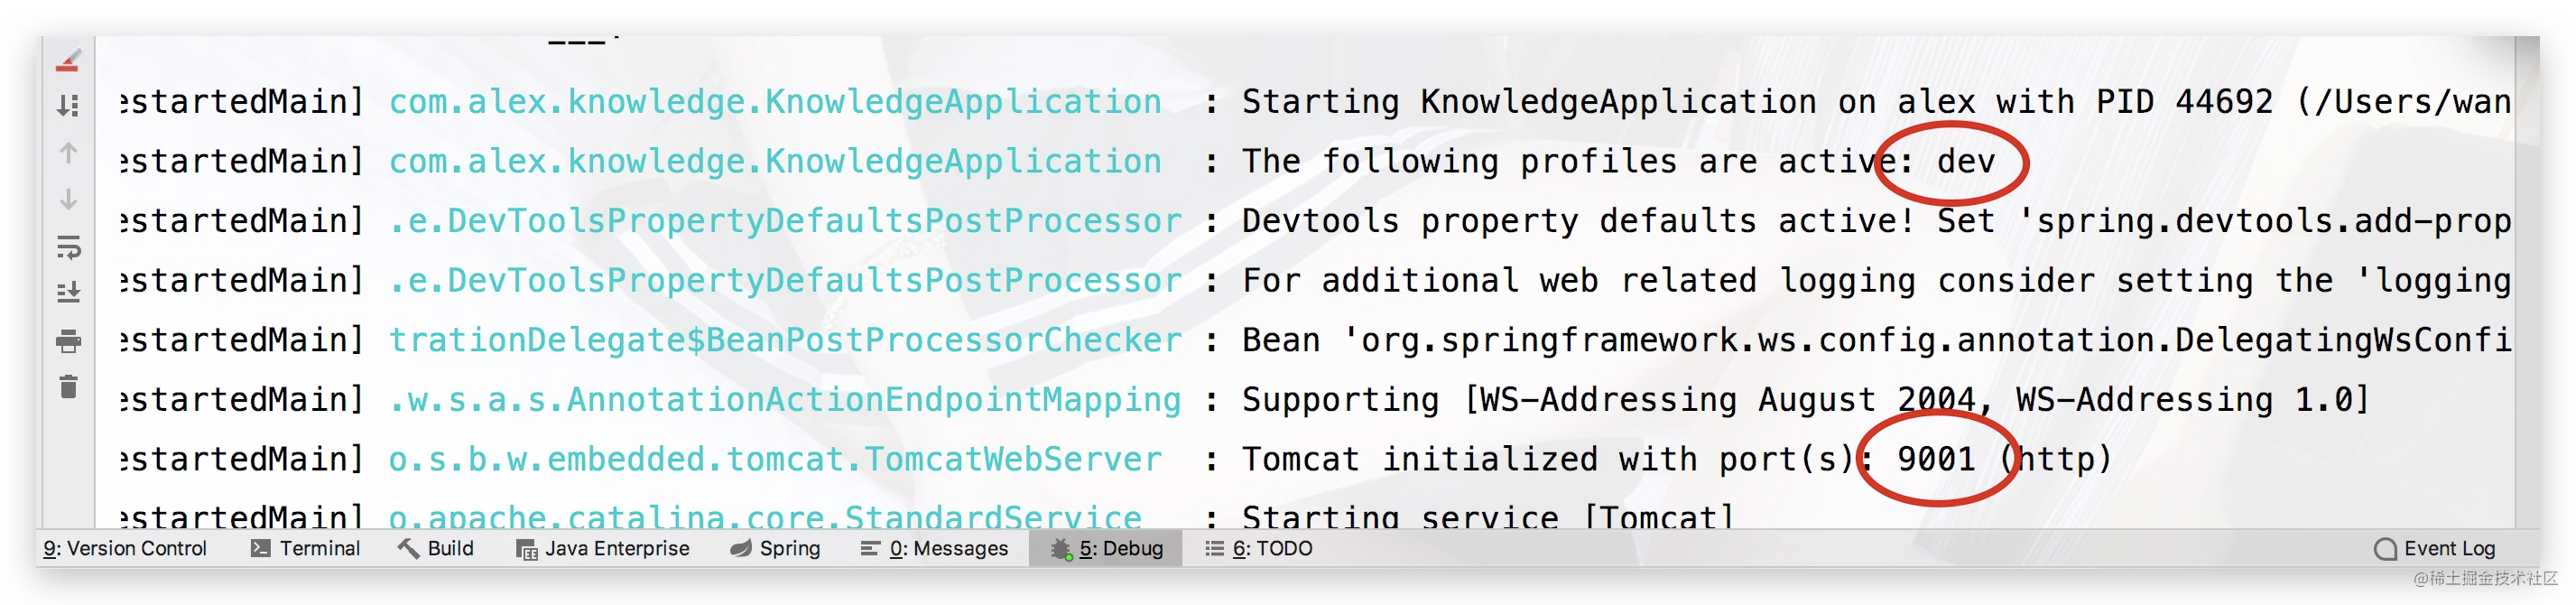 estartedMain] com.alex.knowledge.KnowledgeApplication : Starting KnowledgeApplication on alex with PID 44692 (/Users/wan
estartedMain] com.alex.knowledge.KnowledgeApplication : The following profiles are active: dev
estartedMain] .e.DevToolsPropertyDefaultsPostProcessor : Devtools property defaults active! Set 'spring.devtools.add-prop
estartedMain] .e.DevToolsPropertyDefaultsPostProcessor : For additional web related logging consider setting the 'logging
estartedMain] trationDelegate$BeanPostProcessorChecker : Bean 'org.springframework.ws.config.annotation.DelegatingWsConfi
estartedMain] .w.s.a.s.AnnotationActionEndpointMapping : Supporting [WS-Addressing August 2004, WS-Addressing 1.0]
estartedMain] o.s.b.w.embedded.tomcat.TomcatWebServer : Tomcat initialized with port(s): 9001 (http)
estartedMain] o.apache.catalina.core.StandardService : Starting service [Tomcat]
9: Version Control Terminal Build Java Enterprise Spring 0: Messages 5: Debug 6: TODO Event Log
@稀土掘金技术社区